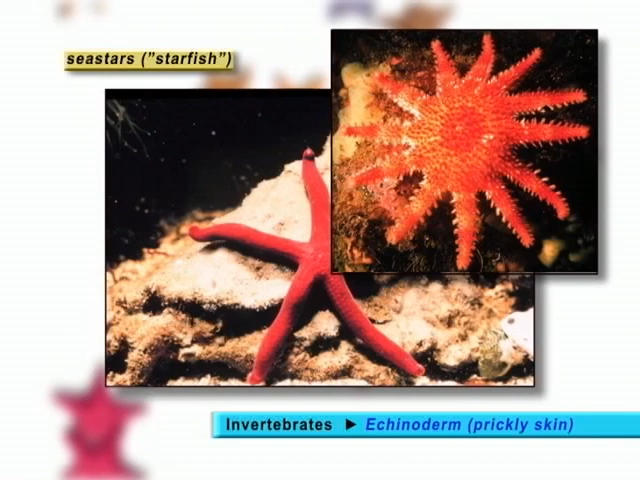 seastars ("starfish")
Invertebrates ► Echinoderm (prickly skin)